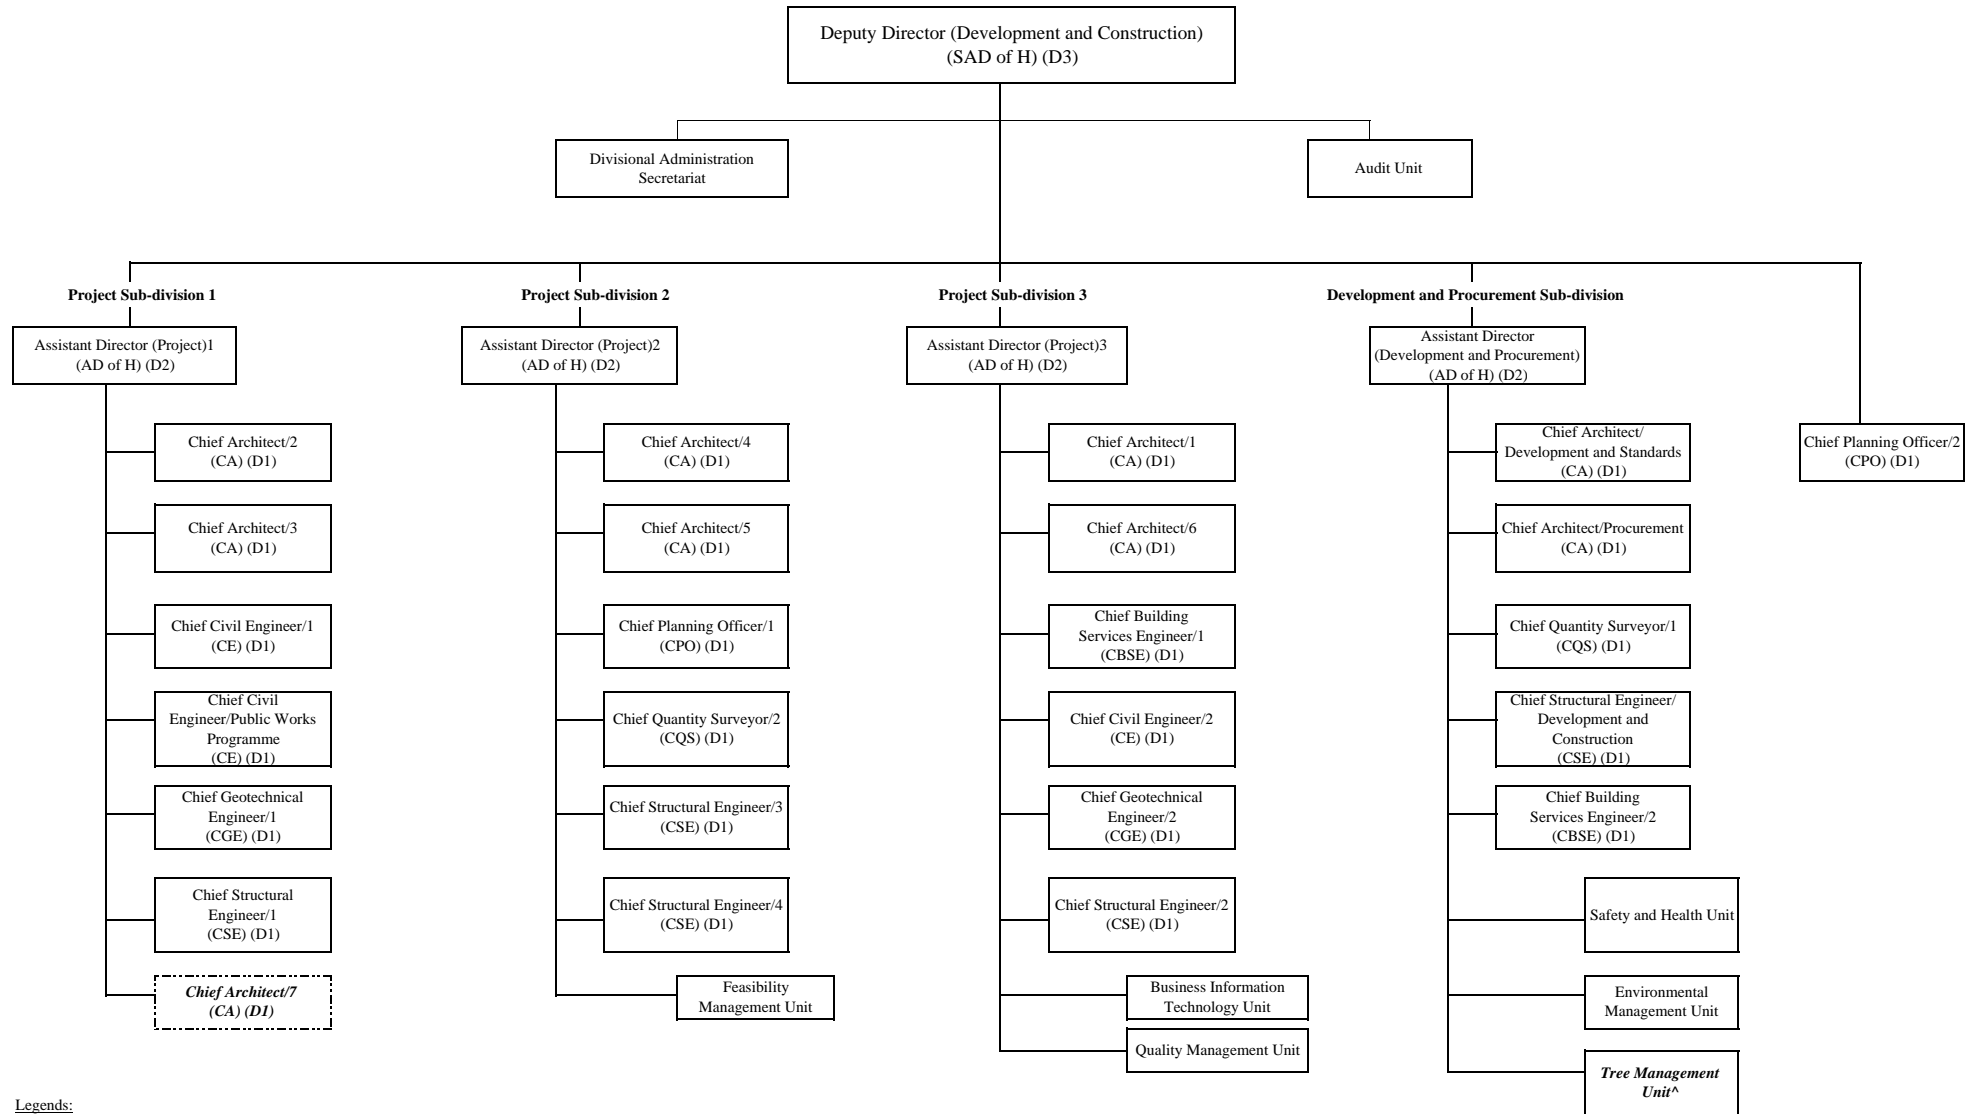 Deputy Director (Development and Construction)
(SAD of H) (D3)
Divisional Administration
Secretariat
Audit Unit
Project Sub-division 1
Project Sub-division 2
Project Sub-division 3
Development and Procurement Sub-division
Assistant Director (Project)1
(AD of H) (D2)
Assistant Director (Project)2
(AD of H) (D2)
Assistant Director (Project)3
(AD of H) (D2)
Assistant Director
(Development and Procurement)
(AD of H) (D2)
Chief Architect/2
(CA) (D1)
Chief Architect/4
(CA) (D1)
Chief Architect/1
(CA) (D1)
Chief Architect/
Development and Standards
(CA) (D1)
Chief Planning Officer/2
(CPO) (D1)
Chief Architect/3
(CA) (D1)
Chief Architect/5
(CA) (D1)
Chief Architect/6
(CA) (D1)
Chief Architect/Procurement
(CA) (D1)
Chief Civil Engineer/1
(CE) (D1)
Chief Planning Officer/1
(CPO) (D1)
Chief Building
Services Engineer/1
(CBSE) (D1)
Chief Quantity Surveyor/1
(CQS) (D1)
Chief Civil
Engineer/Public Works
Programme
(CE) (D1)
Chief Quantity Surveyor/2
(CQS) (D1)
Chief Civil Engineer/2
(CE) (D1)
Chief Structural Engineer/
Development and
Construction
(CSE) (D1)
Chief Geotechnical
Engineer/1
(CGE) (D1)
Chief Structural Engineer/3
(CSE) (D1)
Chief Geotechnical
Engineer/2
(CGE) (D1)
Chief Building
Services Engineer/2
(CBSE) (D1)
Chief Structural
Engineer/1
(CSE) (D1)
Chief Structural Engineer/4
(CSE) (D1)
Chief Structural Engineer/2
(CSE) (D1)
Safety and Health Unit
Chief Architect/7
(CA) (D1)
Feasibility
Management Unit
Business Information
Technology Unit
Environmental
Management Unit
Quality Management Unit
Tree Management
Unit^
Legends: